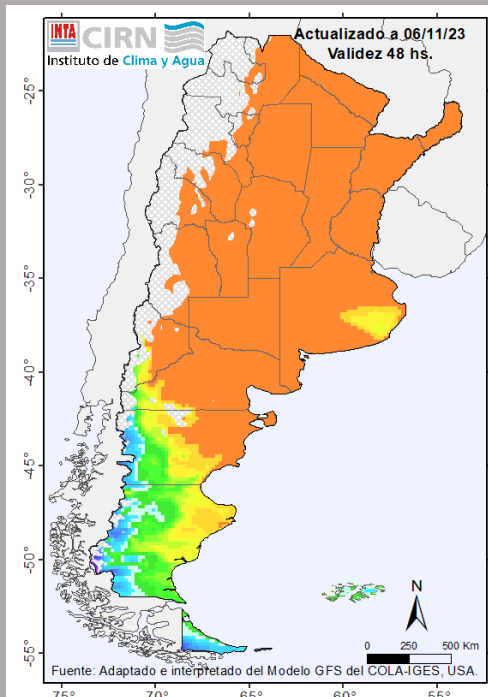 INTA CIRN
Instituto de Clima y Agua
Actualizado a 06/11/23
Validez 48 hs.
-25°
-30°
-35°
-40°
-45°
-50°
-55°
N
0 250 500 Km
Fuente: Adaptado e interpretado del Modelo GFS del COLA-IGES, USA.
-75° -70° -65° -60° -55°